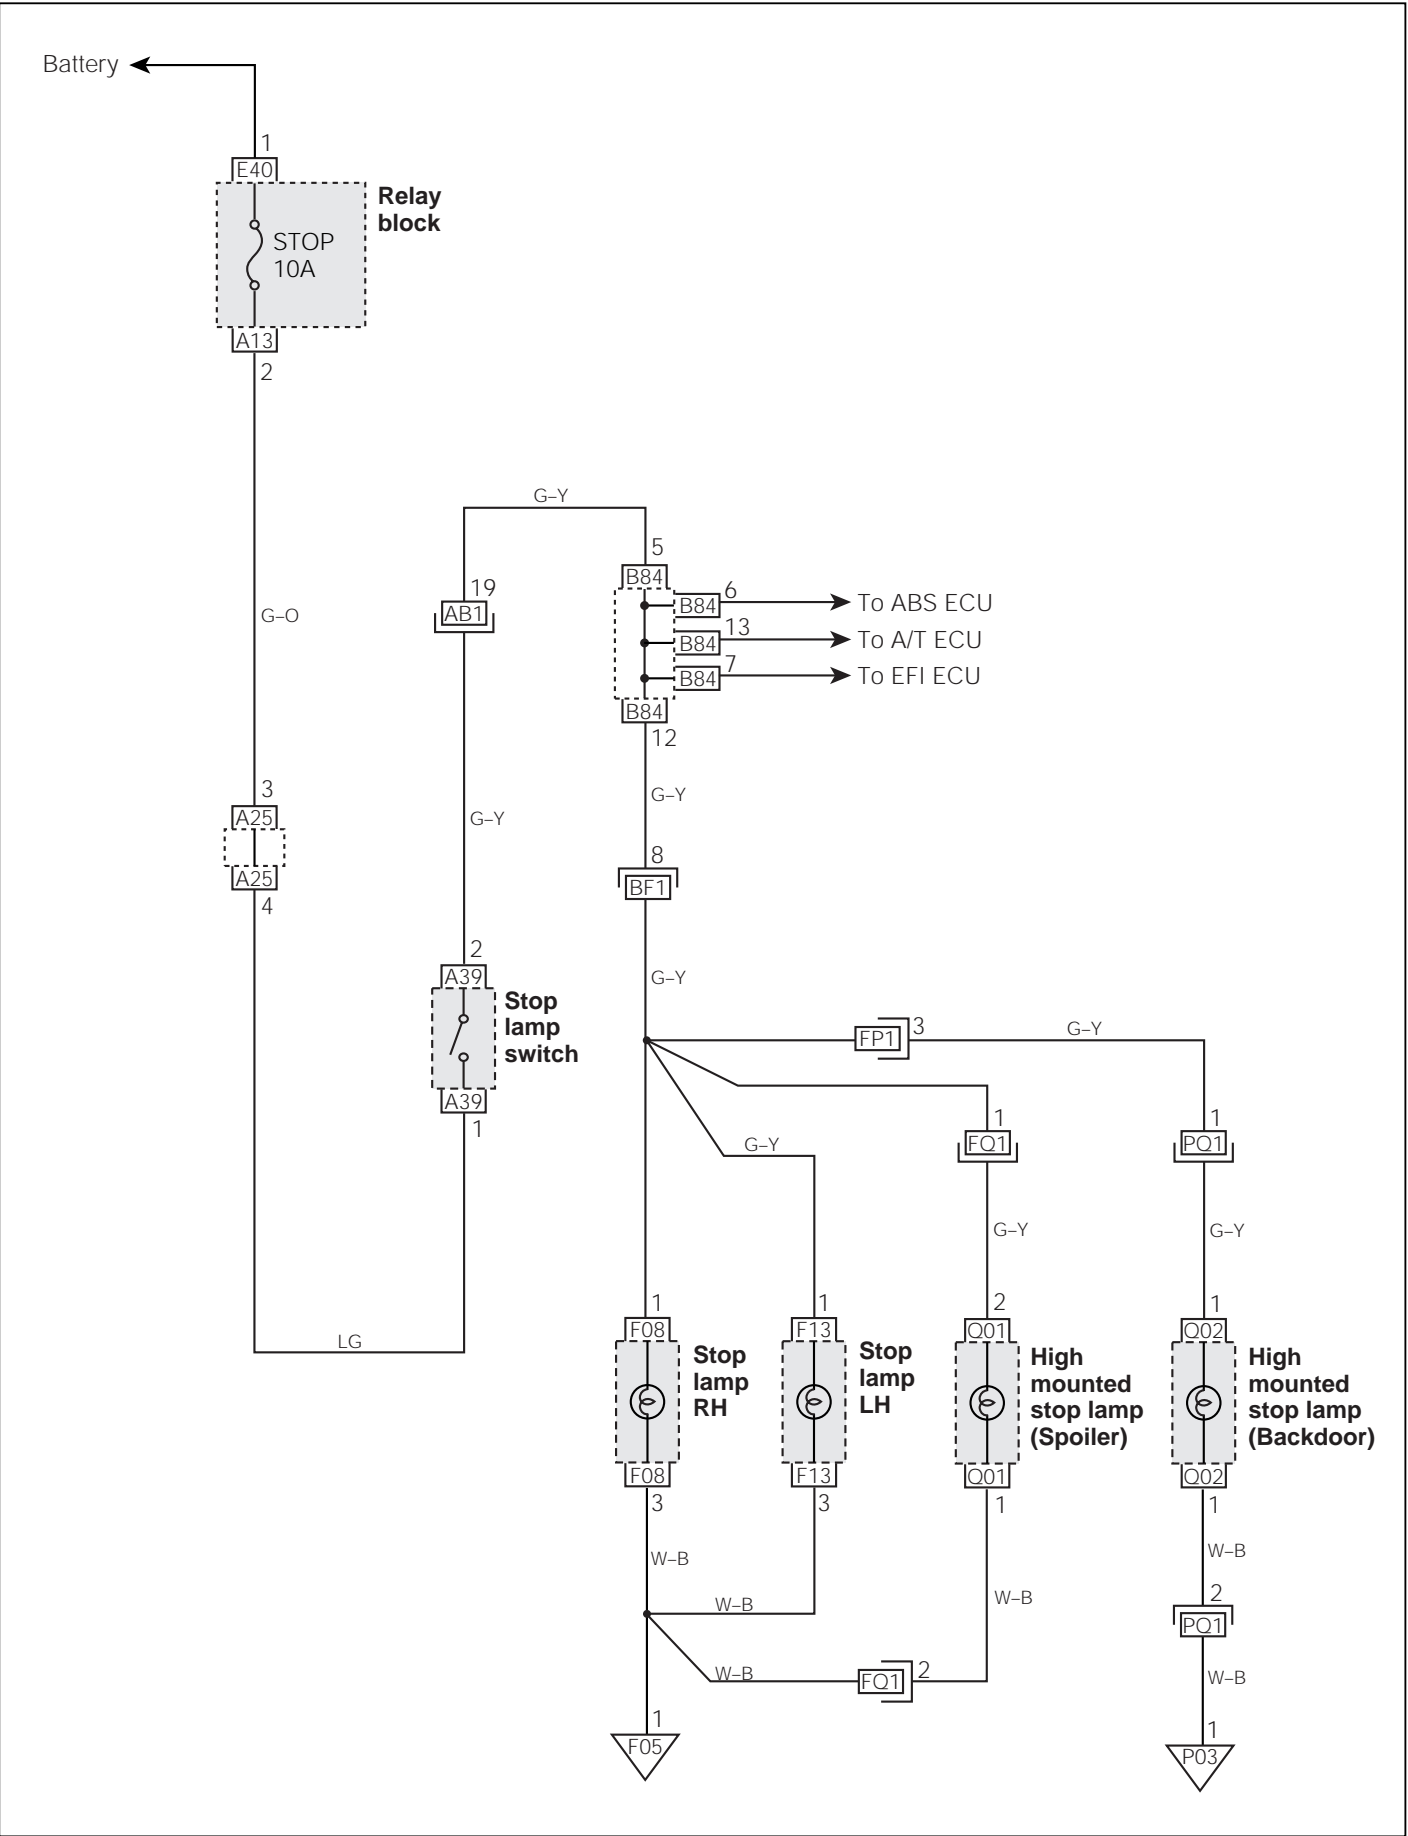 Battery
1
E40
Relay
block
STOP
10A
A13
2
G–Y
5
B84
19
6
B84
To ABS ECU
AB1
G–O
13
B84
To A/T ECU
7
B84
To EFI ECU
B84
12
3
G–Y
A25
G–Y
8
A25
BF1
4
2
A39
G–Y
Stop
lamp
switch
FP1
3
G–Y
A39
1
1
FQ1
1
PQ1
G–Y
G–Y
G–Y
1
F08
1
F13
2
Q01
1
Q02
LG
Stop
lamp
RH
Stop
lamp
LH
High
mounted
stop lamp
(Spoiler)
High
mounted
stop lamp
(Backdoor)
F08
F13
Q01
Q02
3
3
1
1
W–B
W–B
W–B
W–B
2
PQ1
W–B
FQ1
2
W–B
1
F05
1
P03